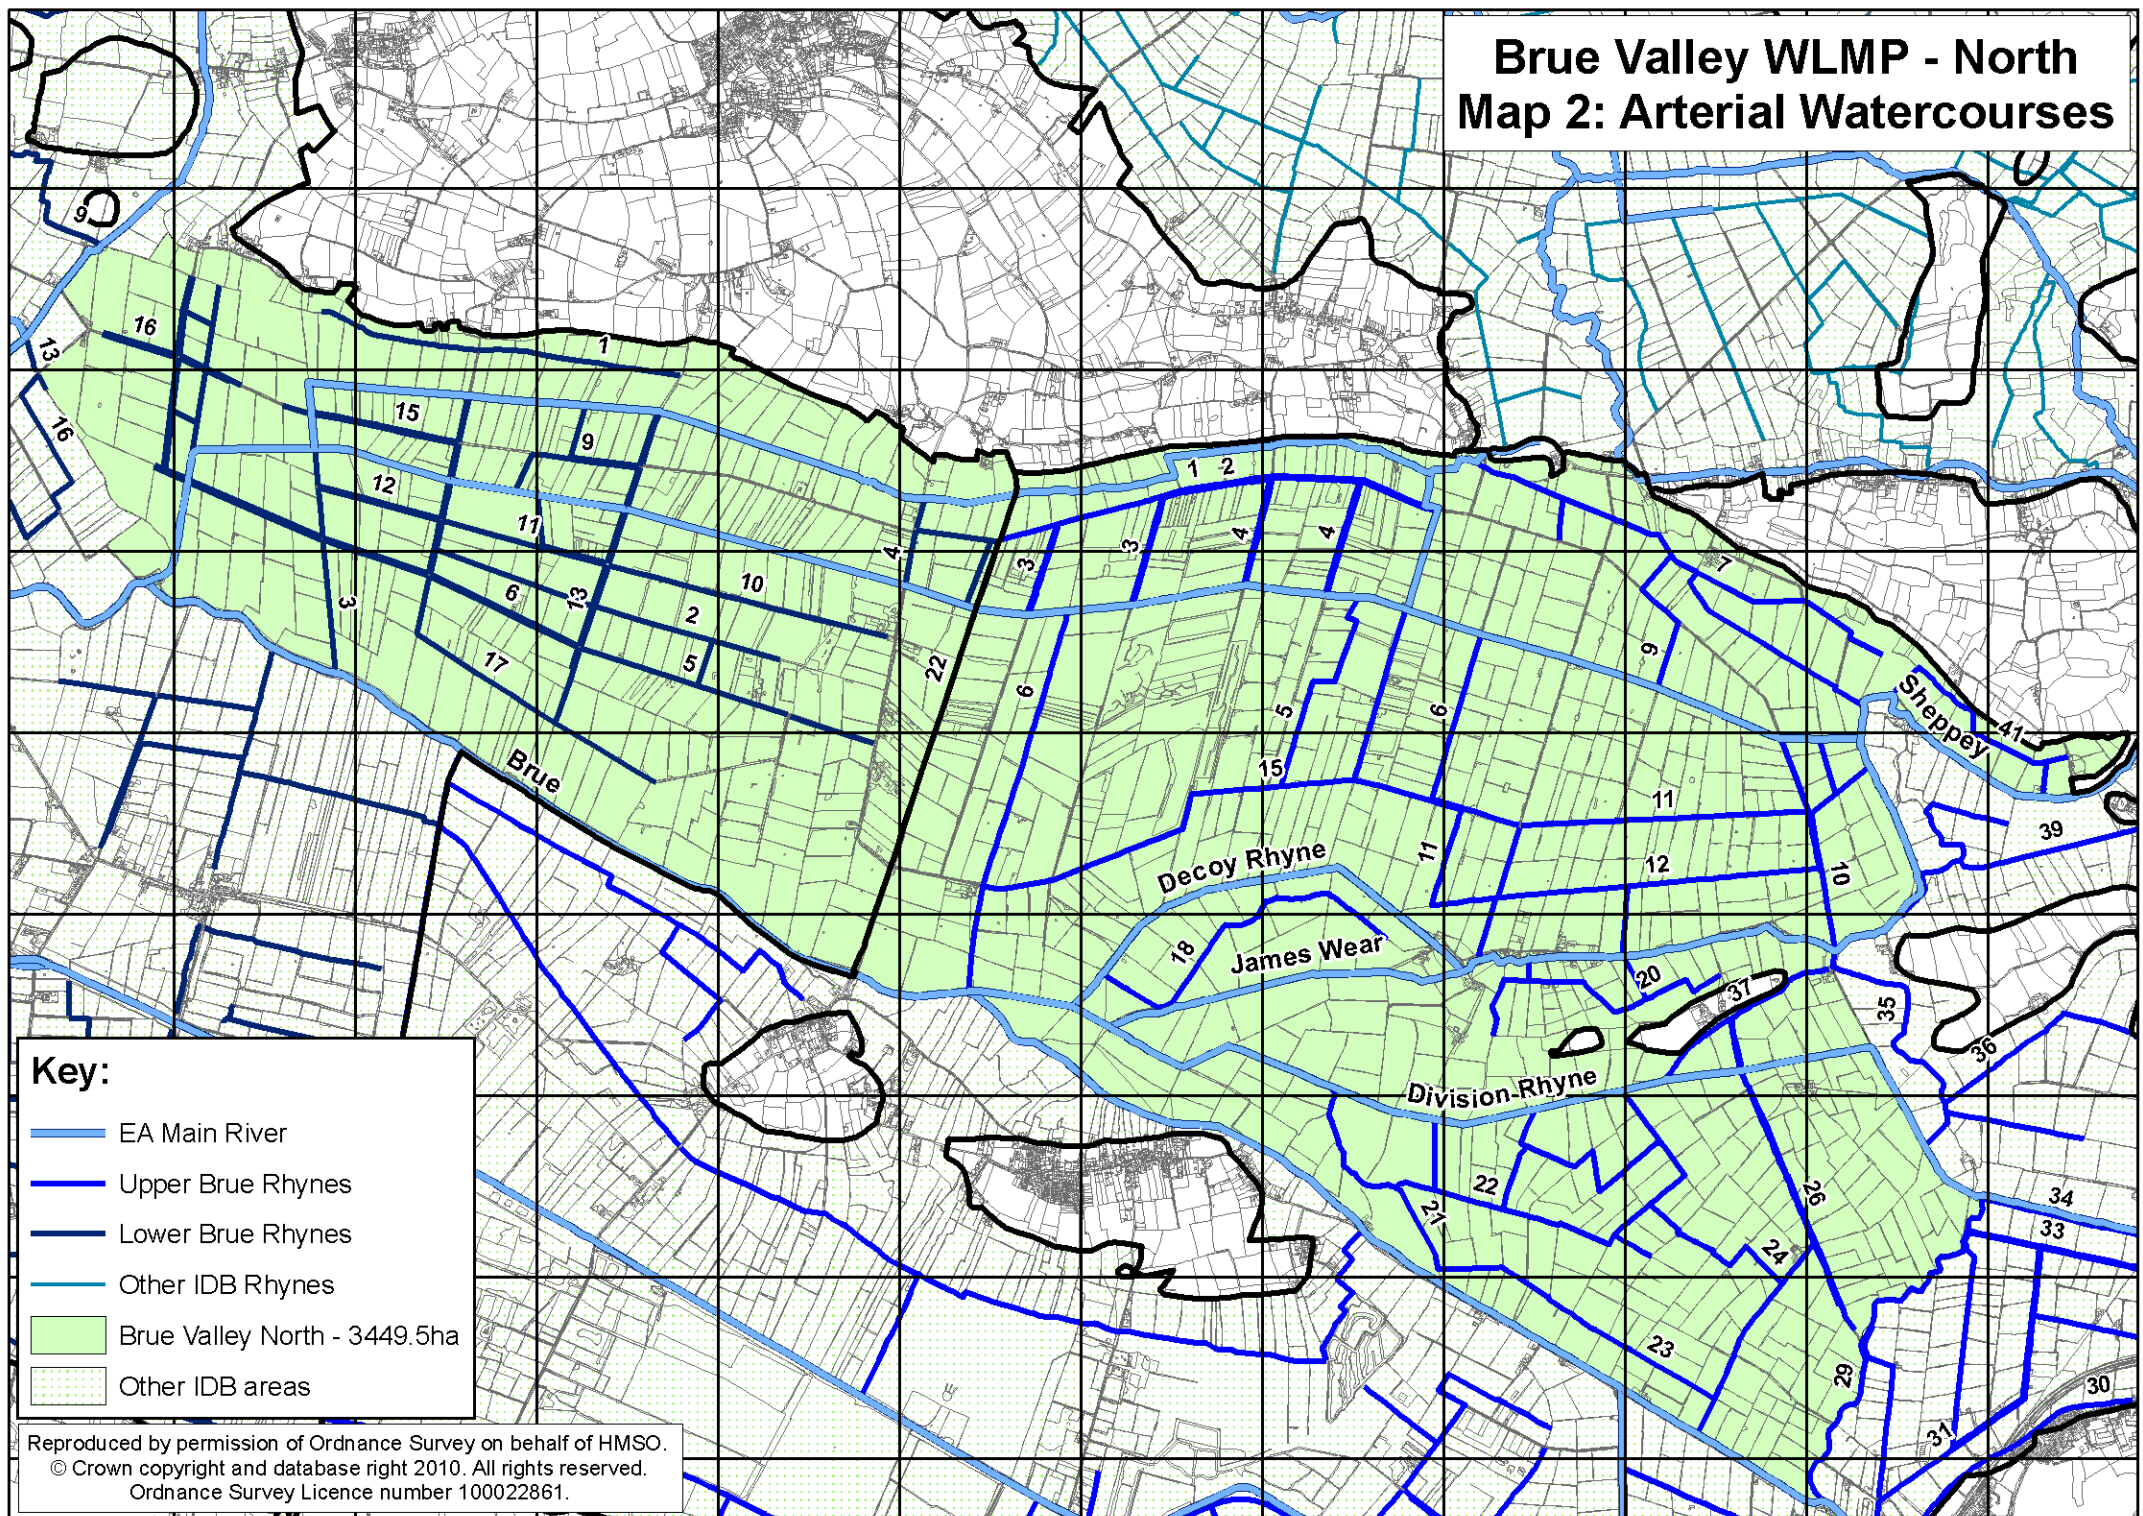 Brue Valley WLMP - North
Map 2: Arterial Watercourses
9
16
13
16
1
15
9
12
11
10
4
3
6
13
2
5
17
22
Brue
1 2
3
3
4
4
6
5
15
6
7
9
Sheppey
41
11
11
12
10
39
Decoy Rhyne
18
James Wear
20
37
35
36
Division Rhyne
22
21
26
24
34
33
23
29
30
31
Key:
EA Main River
Upper Brue Rhynes
Lower Brue Rhynes
Other IDB Rhynes
Brue Valley North - 3449.5ha
Other IDB areas
Reproduced by permission of Ordnance Survey on behalf of HMSO.
© Crown copyright and database right 2010. All rights reserved.
Ordnance Survey Licence number 100022861.